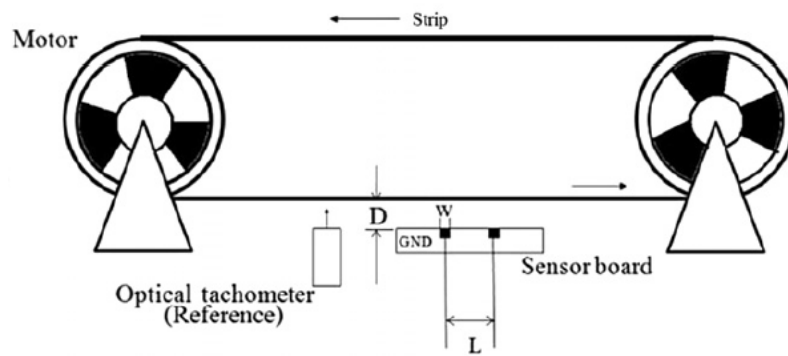 Strip
Motor
D
W
GND
Sensor board
Optical tachometer
(Reference)
L